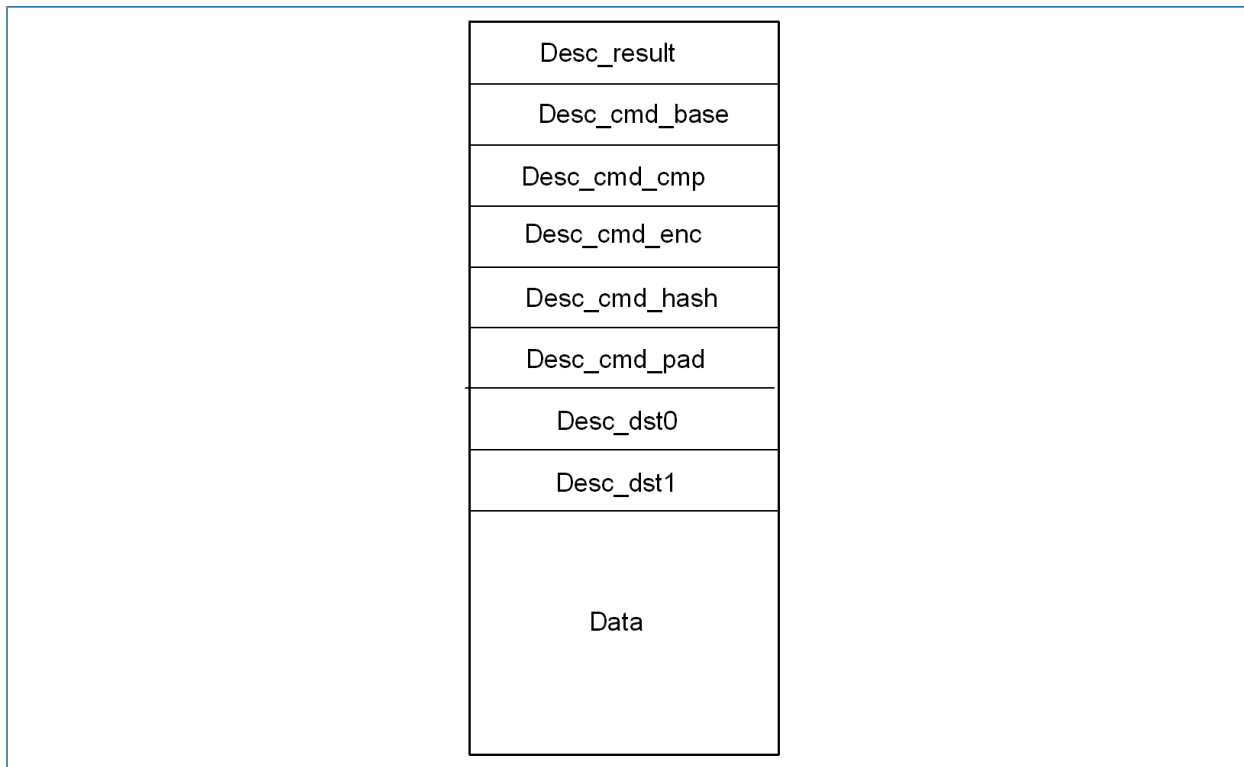 Desc_result
Desc_cmd_base
Desc_cmd_cmp
Desc_cmd_enc
Desc_cmd_hash
Desc_cmd_pad
Desc_dst0
Desc_dst1
Data